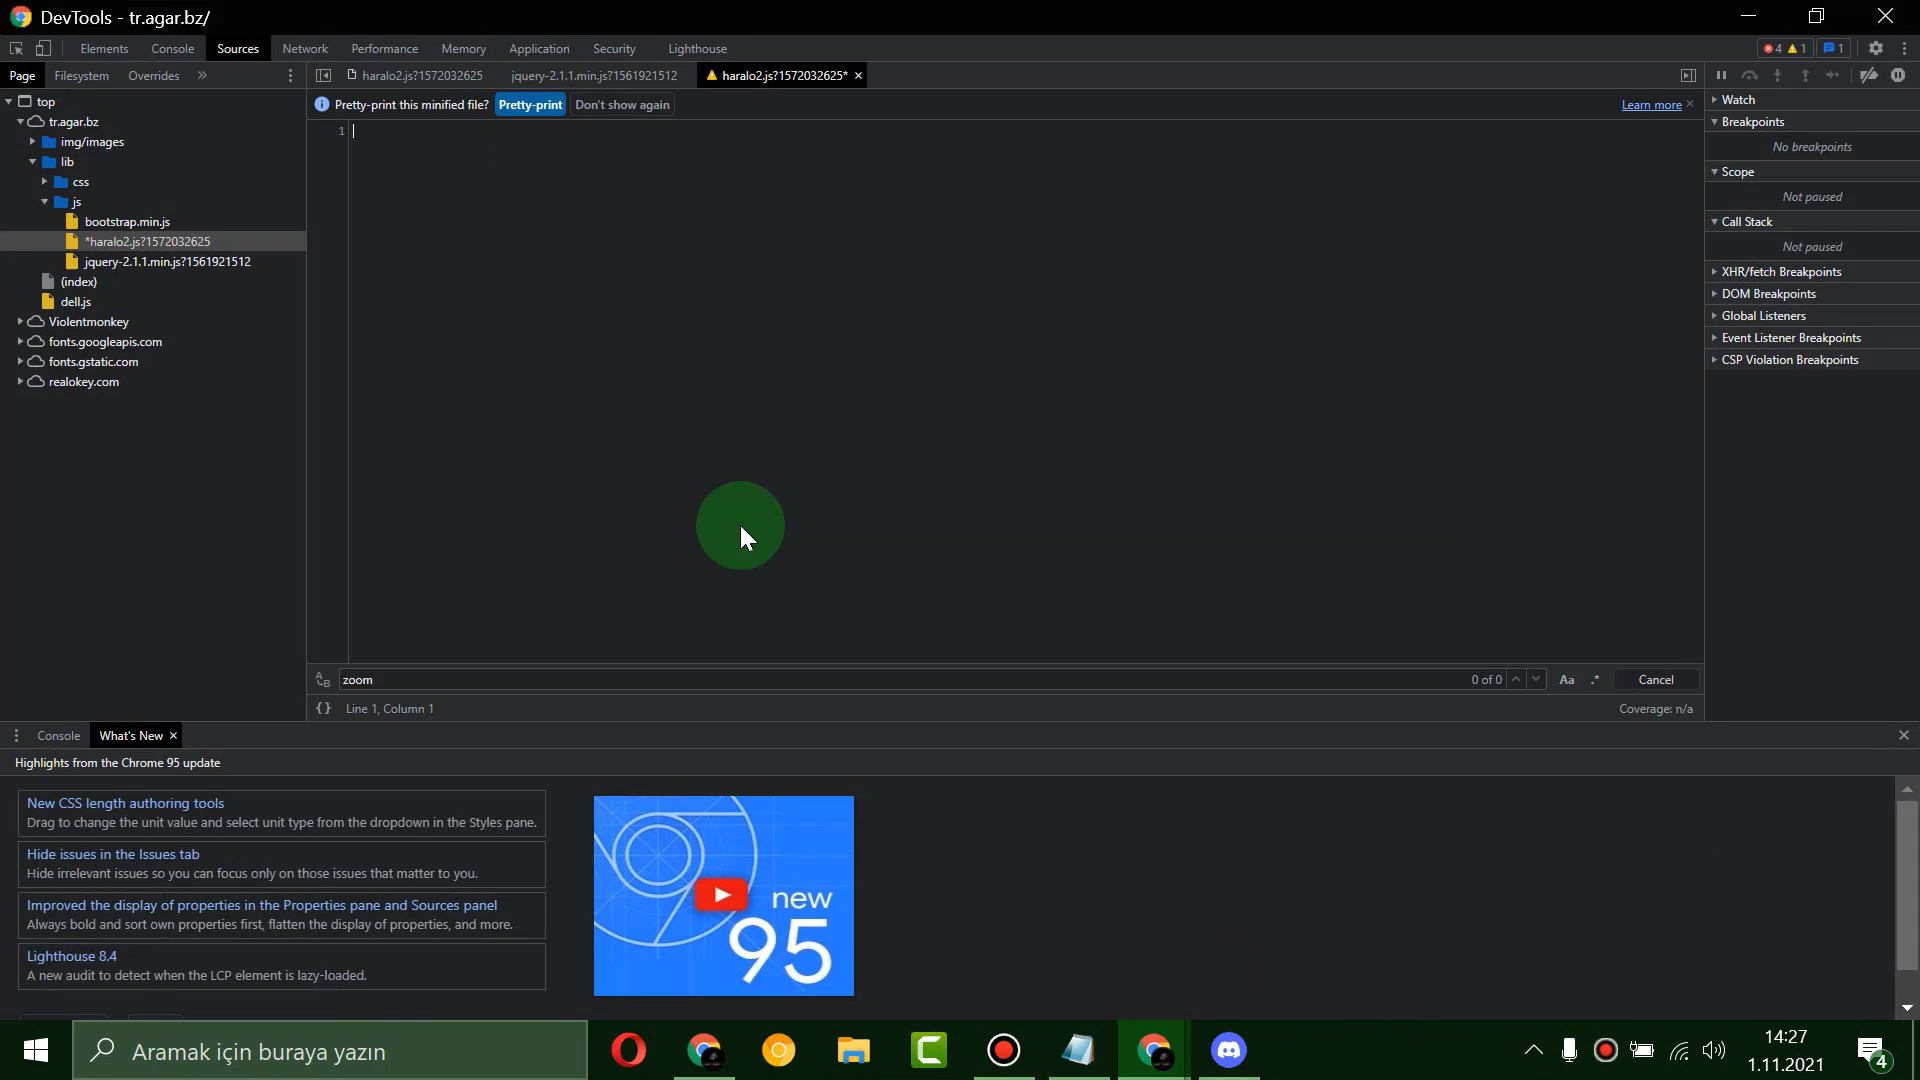 DevTools - tr.agar.bz/
Elements Console Sources Network Performance Memory Application Security Lighthouse 4 1 1
Page Filesystem Overrides » haralo2.js?1572032625 jquery-2.1.1.min.js?1561921512 haralo2.js?1572032625* ×
Pretty-print this minified file? Pretty-print Don't show again Learn more ×
1
top
tr.agar.bz
img/images
lib
css
js
bootstrap.min.js
*haralo2.js?1572032625
jquery-2.1.1.min.js?1561921512
(index)
dell.js
Violentmonkey
fonts.googleapis.com
fonts.gstatic.com
realokey.com
Watch
Breakpoints
No breakpoints
Scope
Not paused
Call Stack
Not paused
XHR/fetch Breakpoints
DOM Breakpoints
Global Listeners
Event Listener Breakpoints
CSP Violation Breakpoints
zoom 0 of 0 Aa .* Cancel
{} Line 1, Column 1 Coverage: n/a
Console What's New ×
Highlights from the Chrome 95 update
New CSS length authoring tools
Drag to change the unit value and select unit type from the dropdown in the Styles pane.
Hide issues in the Issues tab
Hide irrelevant issues so you can focus only on those issues that matter to you.
Improved the display of properties in the Properties pane and Sources panel
Always bold and sort own properties first, flatten the display of properties, and more.
Lighthouse 8.4
A new audit to detect when the LCP element is lazy-loaded.
new
95
Aramak için buraya yazın
14:27
1.11.2021
4